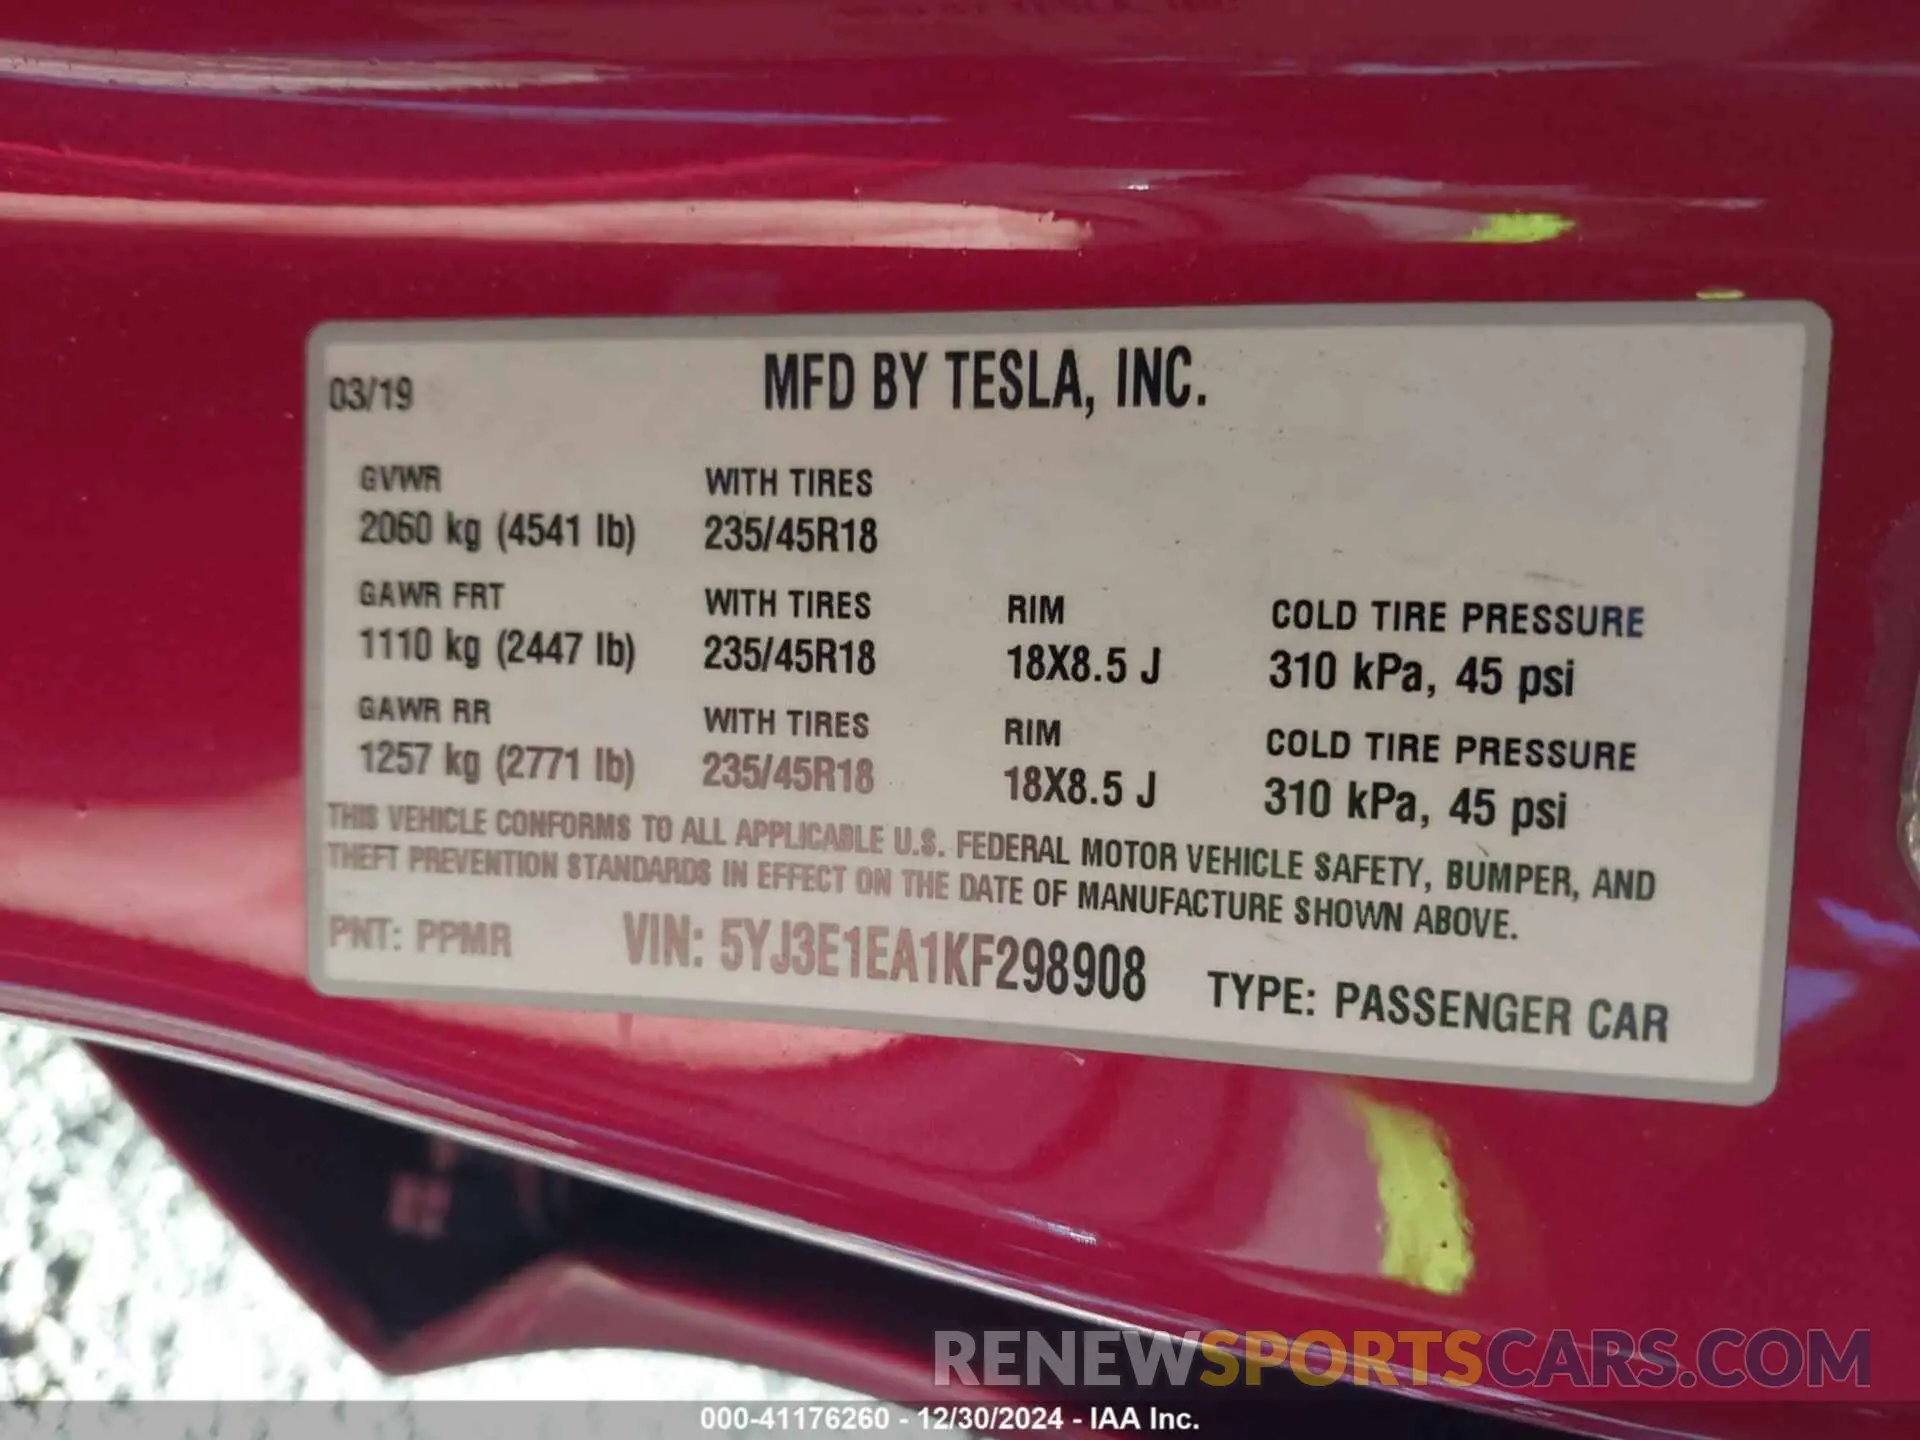 03/19 MFD BY TESLA, INC.
GVWR WITH TIRES
2060 kg (4541 lb) 235/45R18
GAWR FRT WITH TIRES RIM COLD TIRE PRESSURE
1110 kg (2447 lb) 235/45R18 18X8.5 J 310 kPa, 45 psi
GAWR RR WITH TIRES RIM COLD TIRE PRESSURE
1257 kg (2771 lb) 235/45R18 18X8.5 J 310 kPa, 45 psi
THIS VEHICLE CONFORMS TO ALL APPLICABLE U.S. FEDERAL MOTOR VEHICLE SAFETY, BUMPER, AND
THEFT PREVENTION STANDARDS IN EFFECT ON THE DATE OF MANUFACTURE SHOWN ABOVE.
PNT: PPMR VIN: 5YJ3E1EA1KF298908 TYPE: PASSENGER CAR
RENEWSPORTSCARS.COM
000-41176260 - 12/30/2024 - IAA Inc.